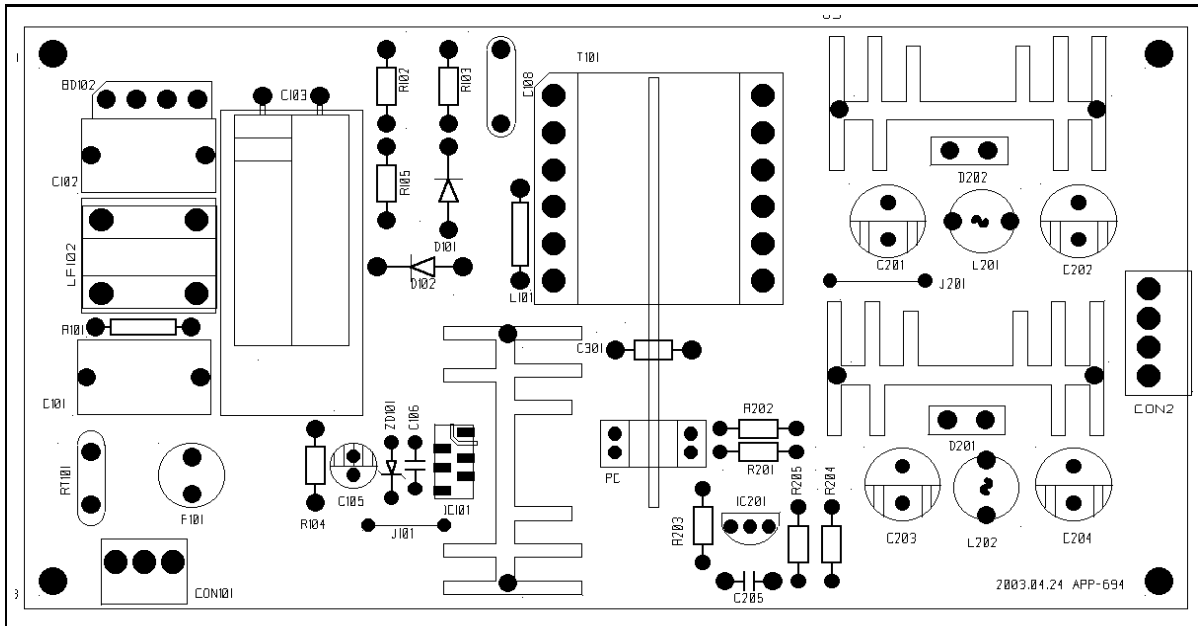 T101
BD102
C103
R102
R103
C108
C102
R105
D202
LF102
D101
D102
L101
C201
L201
C202
J201
R101
C301
C101
ZD101
C106
R202
CON2
D201
R201
R205
R204
RT101
F101
C105
R104
IC101
J101
PC
R203
IC201
C203
L202
C204
C205
CON101
2003.04.24 APP-694